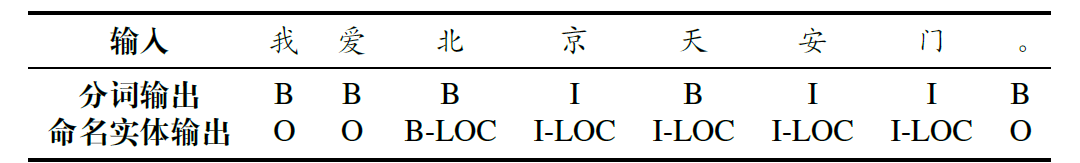 输入 我 爱 北 京 天 安 门 。
分词输出 B B B I B I I B
命名实体输出 O O B-LOC I-LOC I-LOC I-LOC I-LOC O